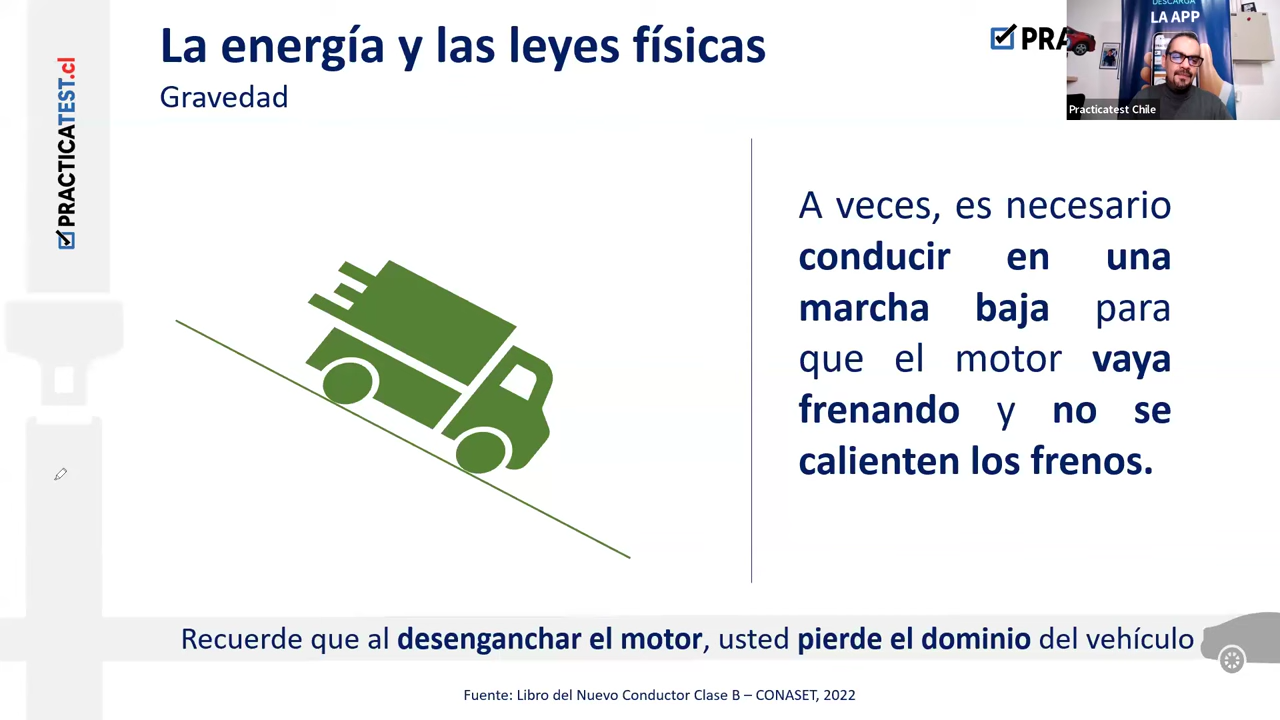 La energía y las leyes físicas
Gravedad
PRA
DESCARGA
LA APP
Practicatest Chile
PRACTICATEST.cl
A veces, es necesario
conducir en una
marcha baja para
que el motor vaya
frenando y no se
calienten los frenos.
Recuerde que al desenganchar el motor, usted pierde el dominio del vehículo
Fuente: Libro del Nuevo Conductor Clase B – CONASET, 2022